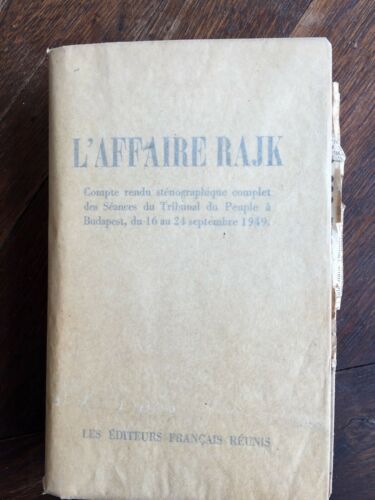 L'AFFAIRE RAJK
Compte rendu sténographique complet
des Séances du Tribunal du Peuple à
Budapest, du 16 au 24 septembre 1949.
LES ÉDITEURS FRANÇAIS RÉUNIS